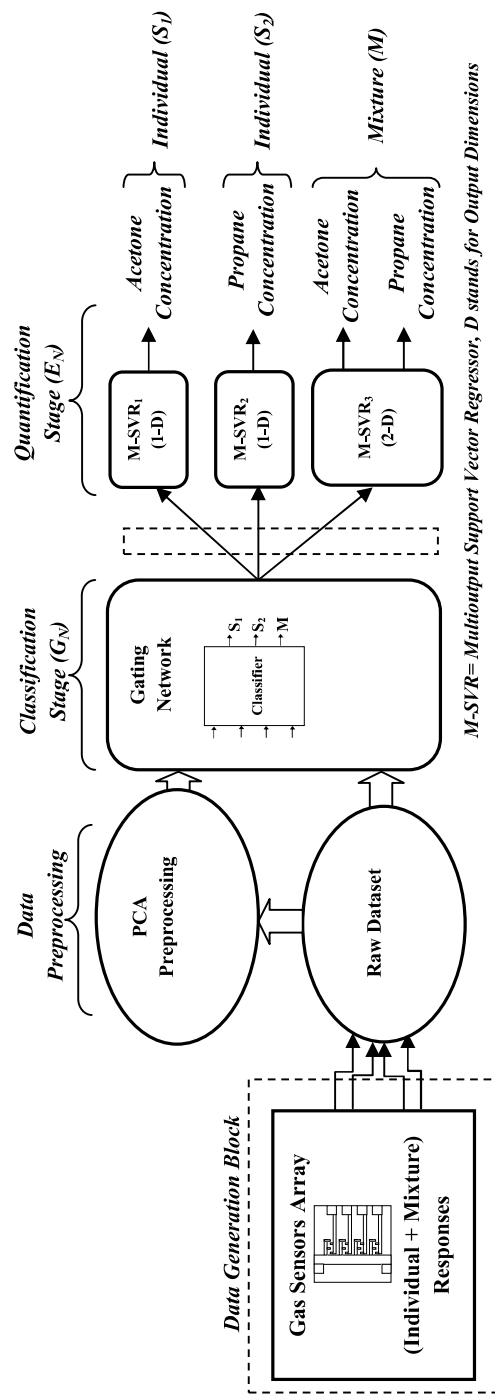 Data Generation Block
Gas Sensors Array
(Individual + Mixture)
Responses
Data
Preprocessing
PCA
Preprocessing
Raw Dataset
Classification
Stage (G_N)
Gating
Network
Classifier
S₁
S₂
M
Quantification
Stage (E_N)
M-SVR₁
(1-D)
M-SVR₂
(1-D)
M-SVR₃
(2-D)
Acetone
Concentration
Individual (S₁)
Propane
Concentration
Individual (S₂)
Acetone
Concentration
Propane
Concentration
Mixture (M)
M-SVR= Multioutput Support Vector Regressor, D stands for Output Dimensions